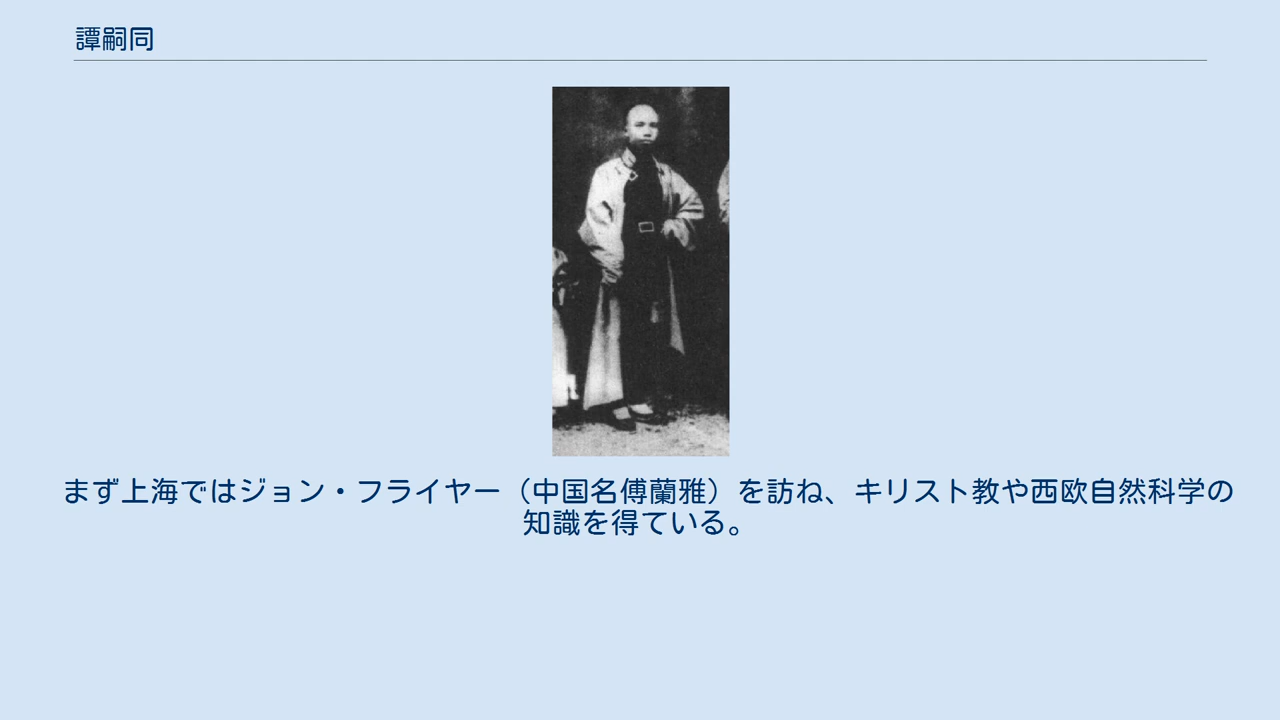 譚嗣同
まず上海ではジョン・フライヤー（中国名傅蘭雅）を訪ね、キリスト教や西欧自然科学の
知識を得ている。